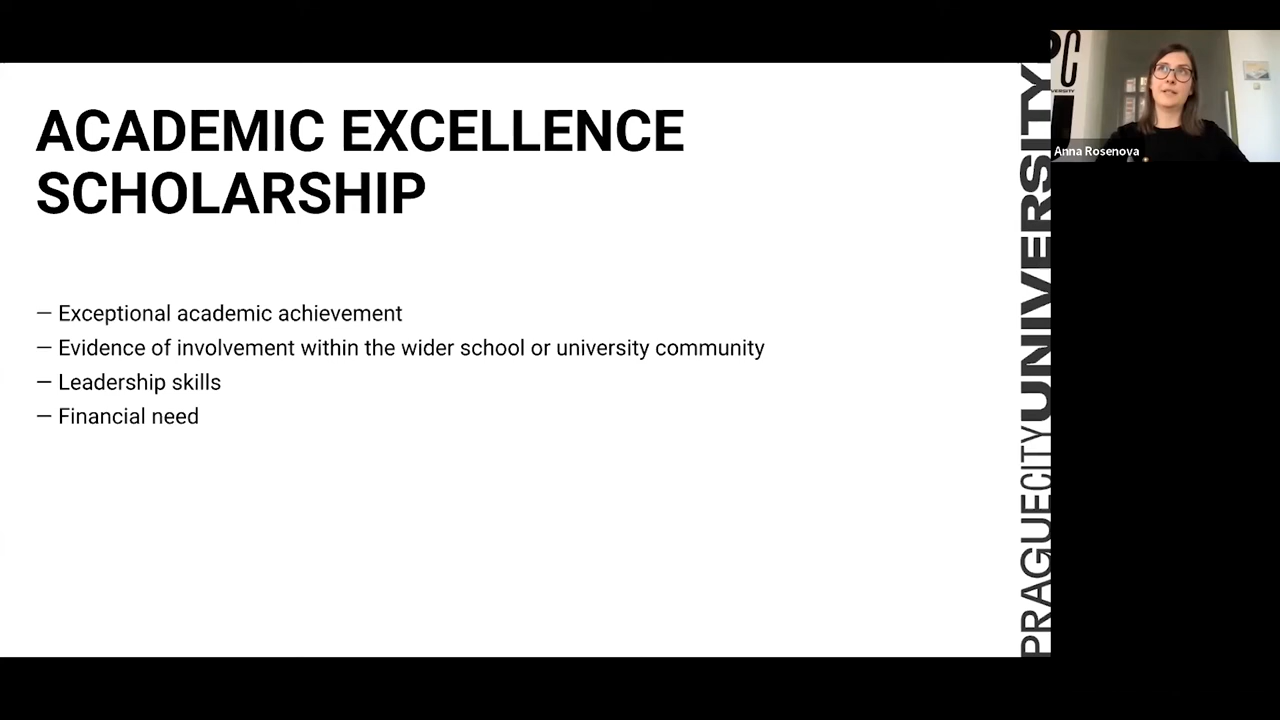 ACADEMIC EXCELLENCE
SCHOLARSHIP
— Exceptional academic achievement
— Evidence of involvement within the wider school or university community
— Leadership skills
— Financial need
PRAGUECITYUNIVERSITY
Anna Rosenova